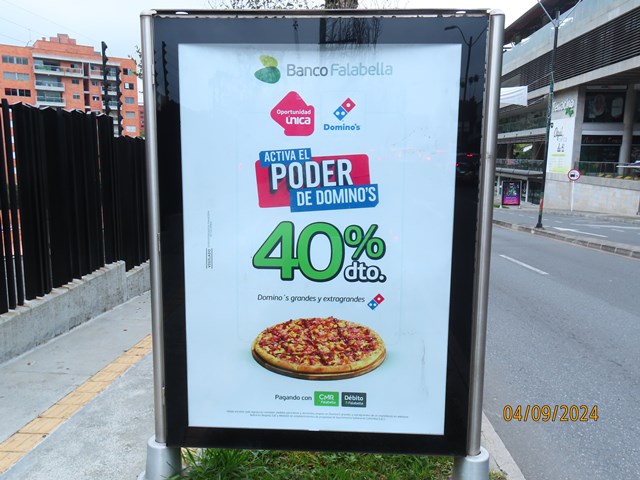 Banco Falabella
Oportunidad
única
Domino's
ACTIVA EL
PODER
DE DOMINO'S
40%
dto.
Domino´s grandes y extragrandes
Pagando con
CMR
Débito
04/09/2024